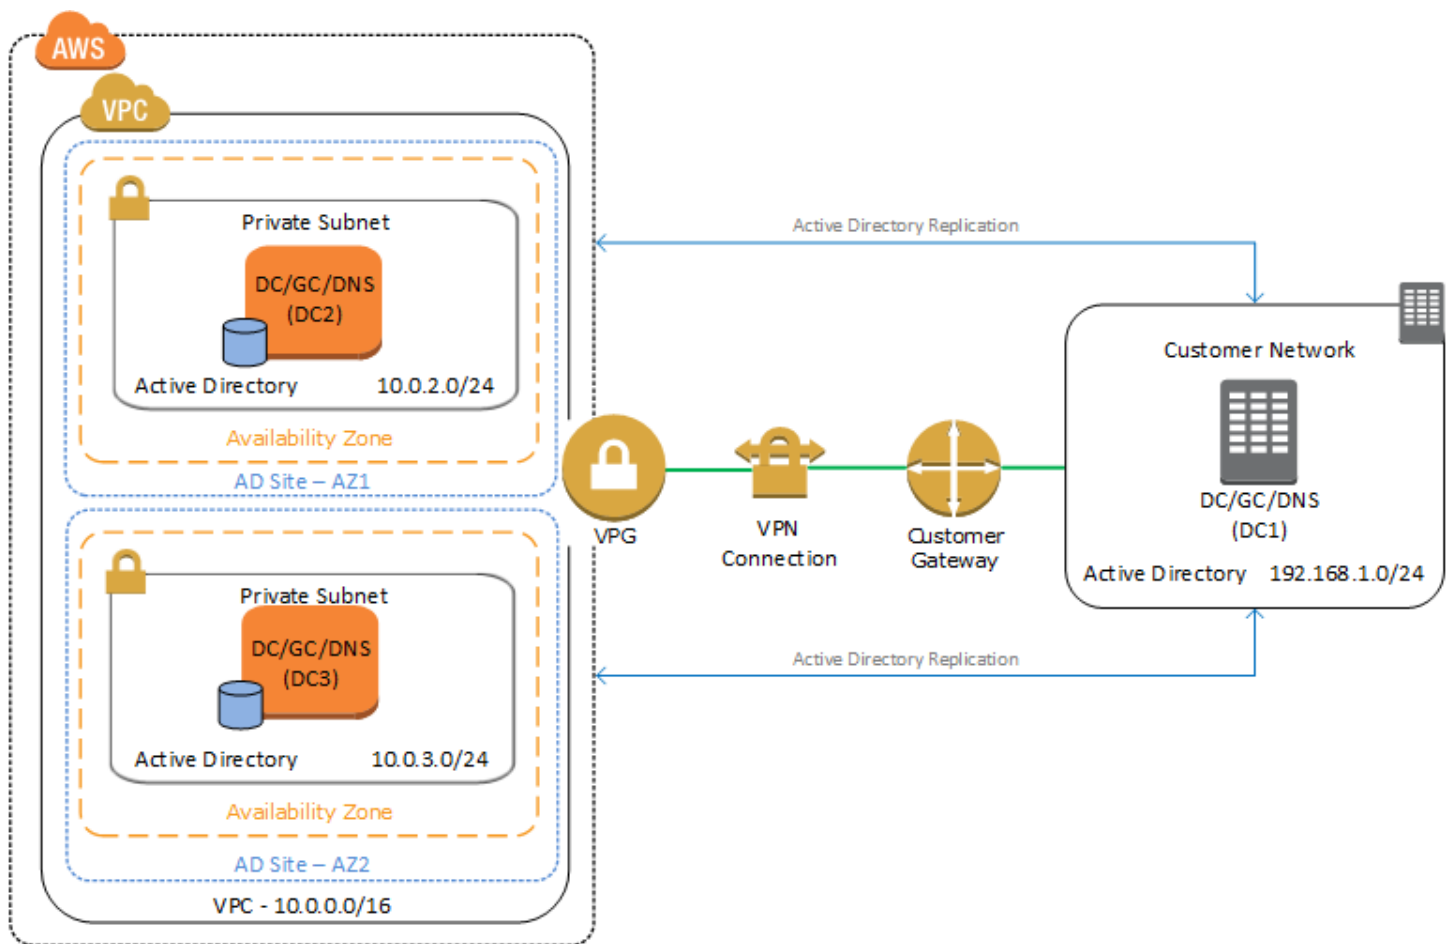 AWS
VPC
Private Subnet
DC/GC/DNS
(DC2)
Active Directory 10.0.2.0/24
Availability Zone
AD Site – AZ1
Private Subnet
DC/GC/DNS
(DC3)
Active Directory 10.0.3.0/24
Availability Zone
AD Site – AZ2
VPC - 10.0.0.0/16
VPG
VPN
Connection
Customer
Gateway
Active Directory Replication
Customer Network
DC/GC/DNS
(DC1)
Active Directory 192.168.1.0/24
Active Directory Replication